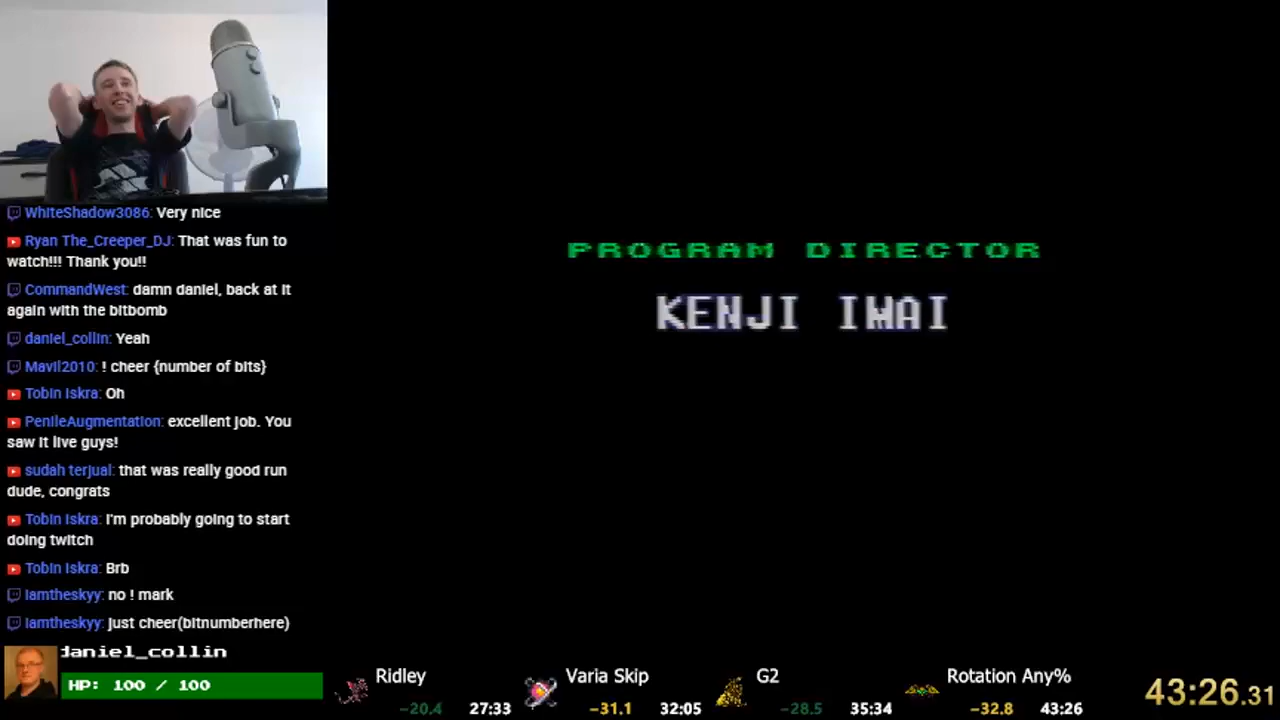 WhiteShadow3086: Very nice
Ryan The_Creeper_DJ: That was fun to
watch!!! Thank you!!
CommandWest: damn daniel, back at it
again with the bitbomb
daniel_collin: Yeah
Mavil2010: ! cheer {number of bits}
Tobin Iskra: Oh
PenileAugmentation: excellent job. You
saw it live guys!
sudah terjual: that was really good run
dude, congrats
Tobin Iskra: I'm probably going to start
doing twitch
Tobin Iskra: Brb
Iamtheskyy: no ! mark
Iamtheskyy: just cheer(bitnumberhere)
daniel_collin
HP: 100 / 100
PROGRAM DIRECTOR
KENJI IMAI
Ridley
−20.4 27:33
Varia Skip
−31.1 32:05
G2
−28.5 35:34
Rotation Any%
−32.8 43:26
43:26.31